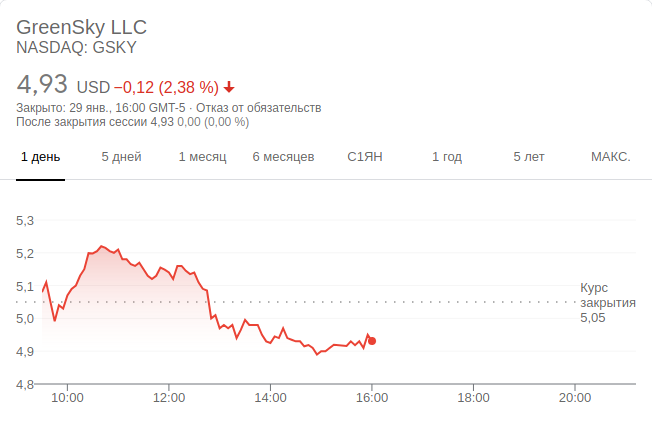 GreenSky LLC
NASDAQ: GSKY
4,93 USD −0,12 (2,38 %)
Закрыто: 29 янв., 16:00 GMT-5 · Отказ от обязательств
После закрытия сессии 4,93 0,00 (0,00 %)
1 день 5 дней 1 месяц 6 месяцев С1ЯН 1 год 5 лет МАКС.
5,3
5,2
5,1
5,0
4,9
4,8
Курс
закрытия
5,05
10:00 12:00 14:00 16:00 18:00 20:00